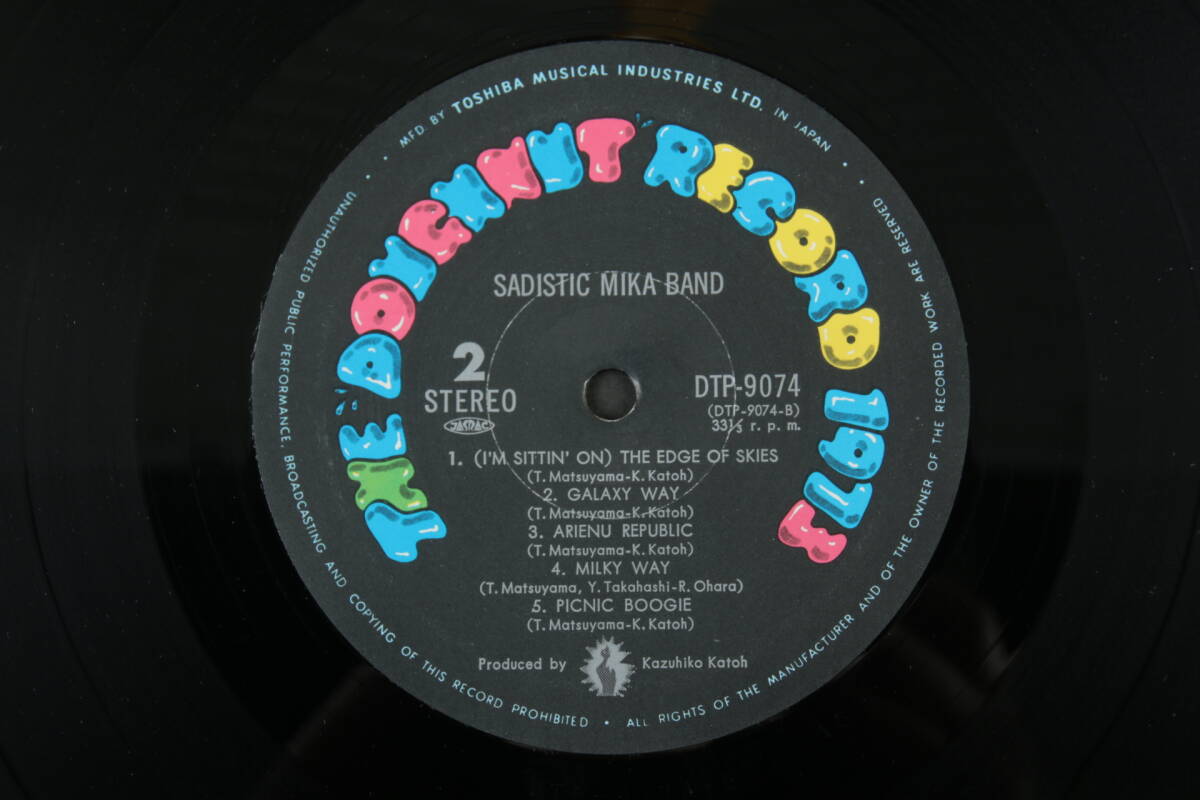 MFD. BY TOSHIBA MUSICAL INDUSTRIES LTD. IN JAPAN
THE DOUGHNUT RECORD
SADISTIC MIKA BAND
2
STEREO
JASRAC
DTP-9074
(DTP-9074-B)
33⅓ r. p. m.
1. (I'M SITTIN' ON) THE EDGE OF SKIES
(T. Matsuyama-K. Katoh)
2. GALAXY WAY
(T. Matsuyama-K. Katoh)
3. ARIENU REPUBLIC
(T. Matsuyama-K. Katoh)
4. MILKY WAY
(T. Matsuyama, Y. Takahashi-R. Ohara)
5. PICNIC BOOGIE
(T. Matsuyama-K. Katoh)
Produced by Kazuhiko Katoh
UNAUTHORIZED PUBLIC PERFORMANCE. BROADCASTING AND COPYING OF THIS RECORD PROHIBITED • ALL RIGHTS OF THE MANUFACTURER AND OF THE OWNER OF THE RECORDED WORK ARE RESERVED